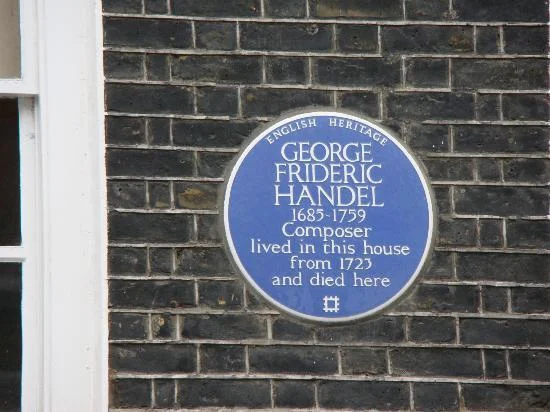 ENGLISH HERITAGE
GEORGE
FRIDERIC
HANDEL
1685-1759
Composer
lived in this house
from 1723
and died here